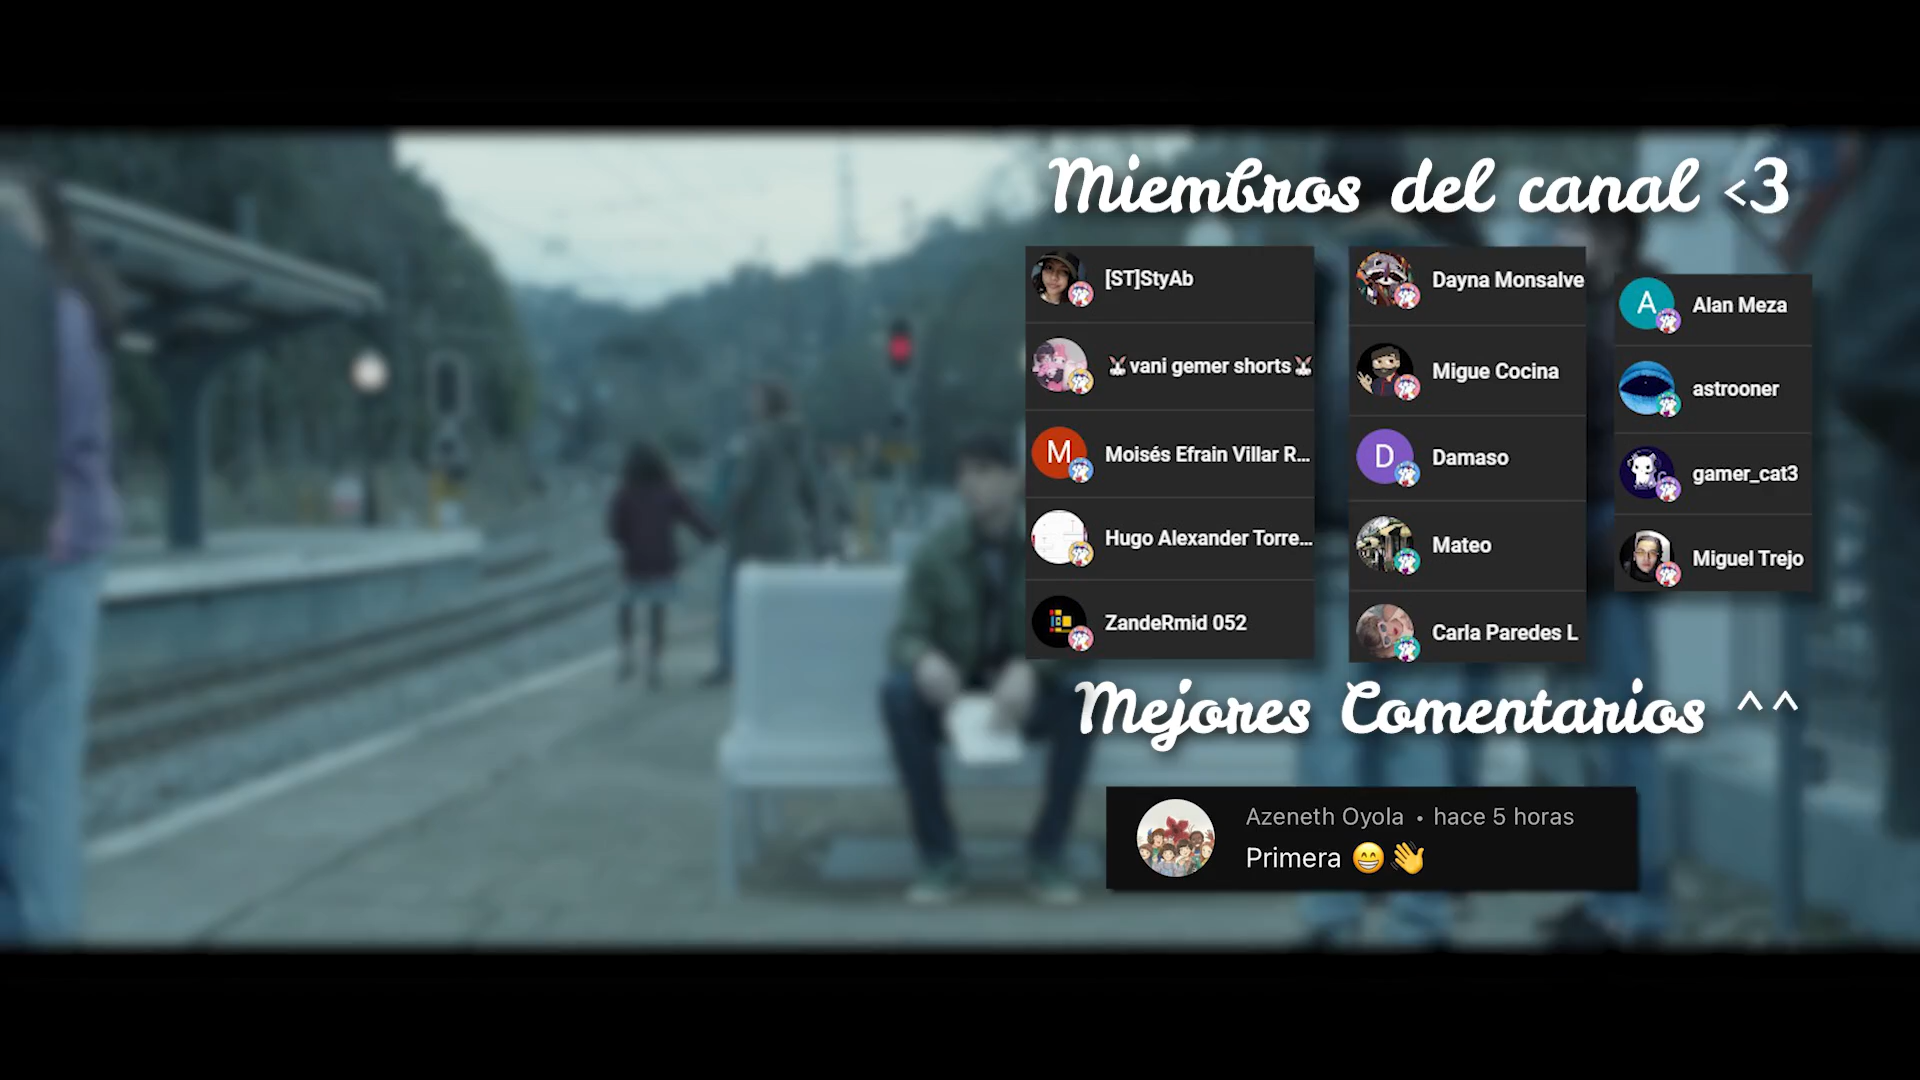 Miembros del canal <3
[ST]StyAb
🐰vani gemer shorts🐰
M
Moisés Efrain Villar R...
Hugo Alexander Torre...
ZandeRmid 052
Dayna Monsalve
Migue Cocina
D
Damaso
Mateo
Carla Paredes L
A
Alan Meza
astrooner
gamer_cat3
Miguel Trejo
Mejores Comentarios ^^
Azeneth Oyola • hace 5 horas
Primera 😁👋